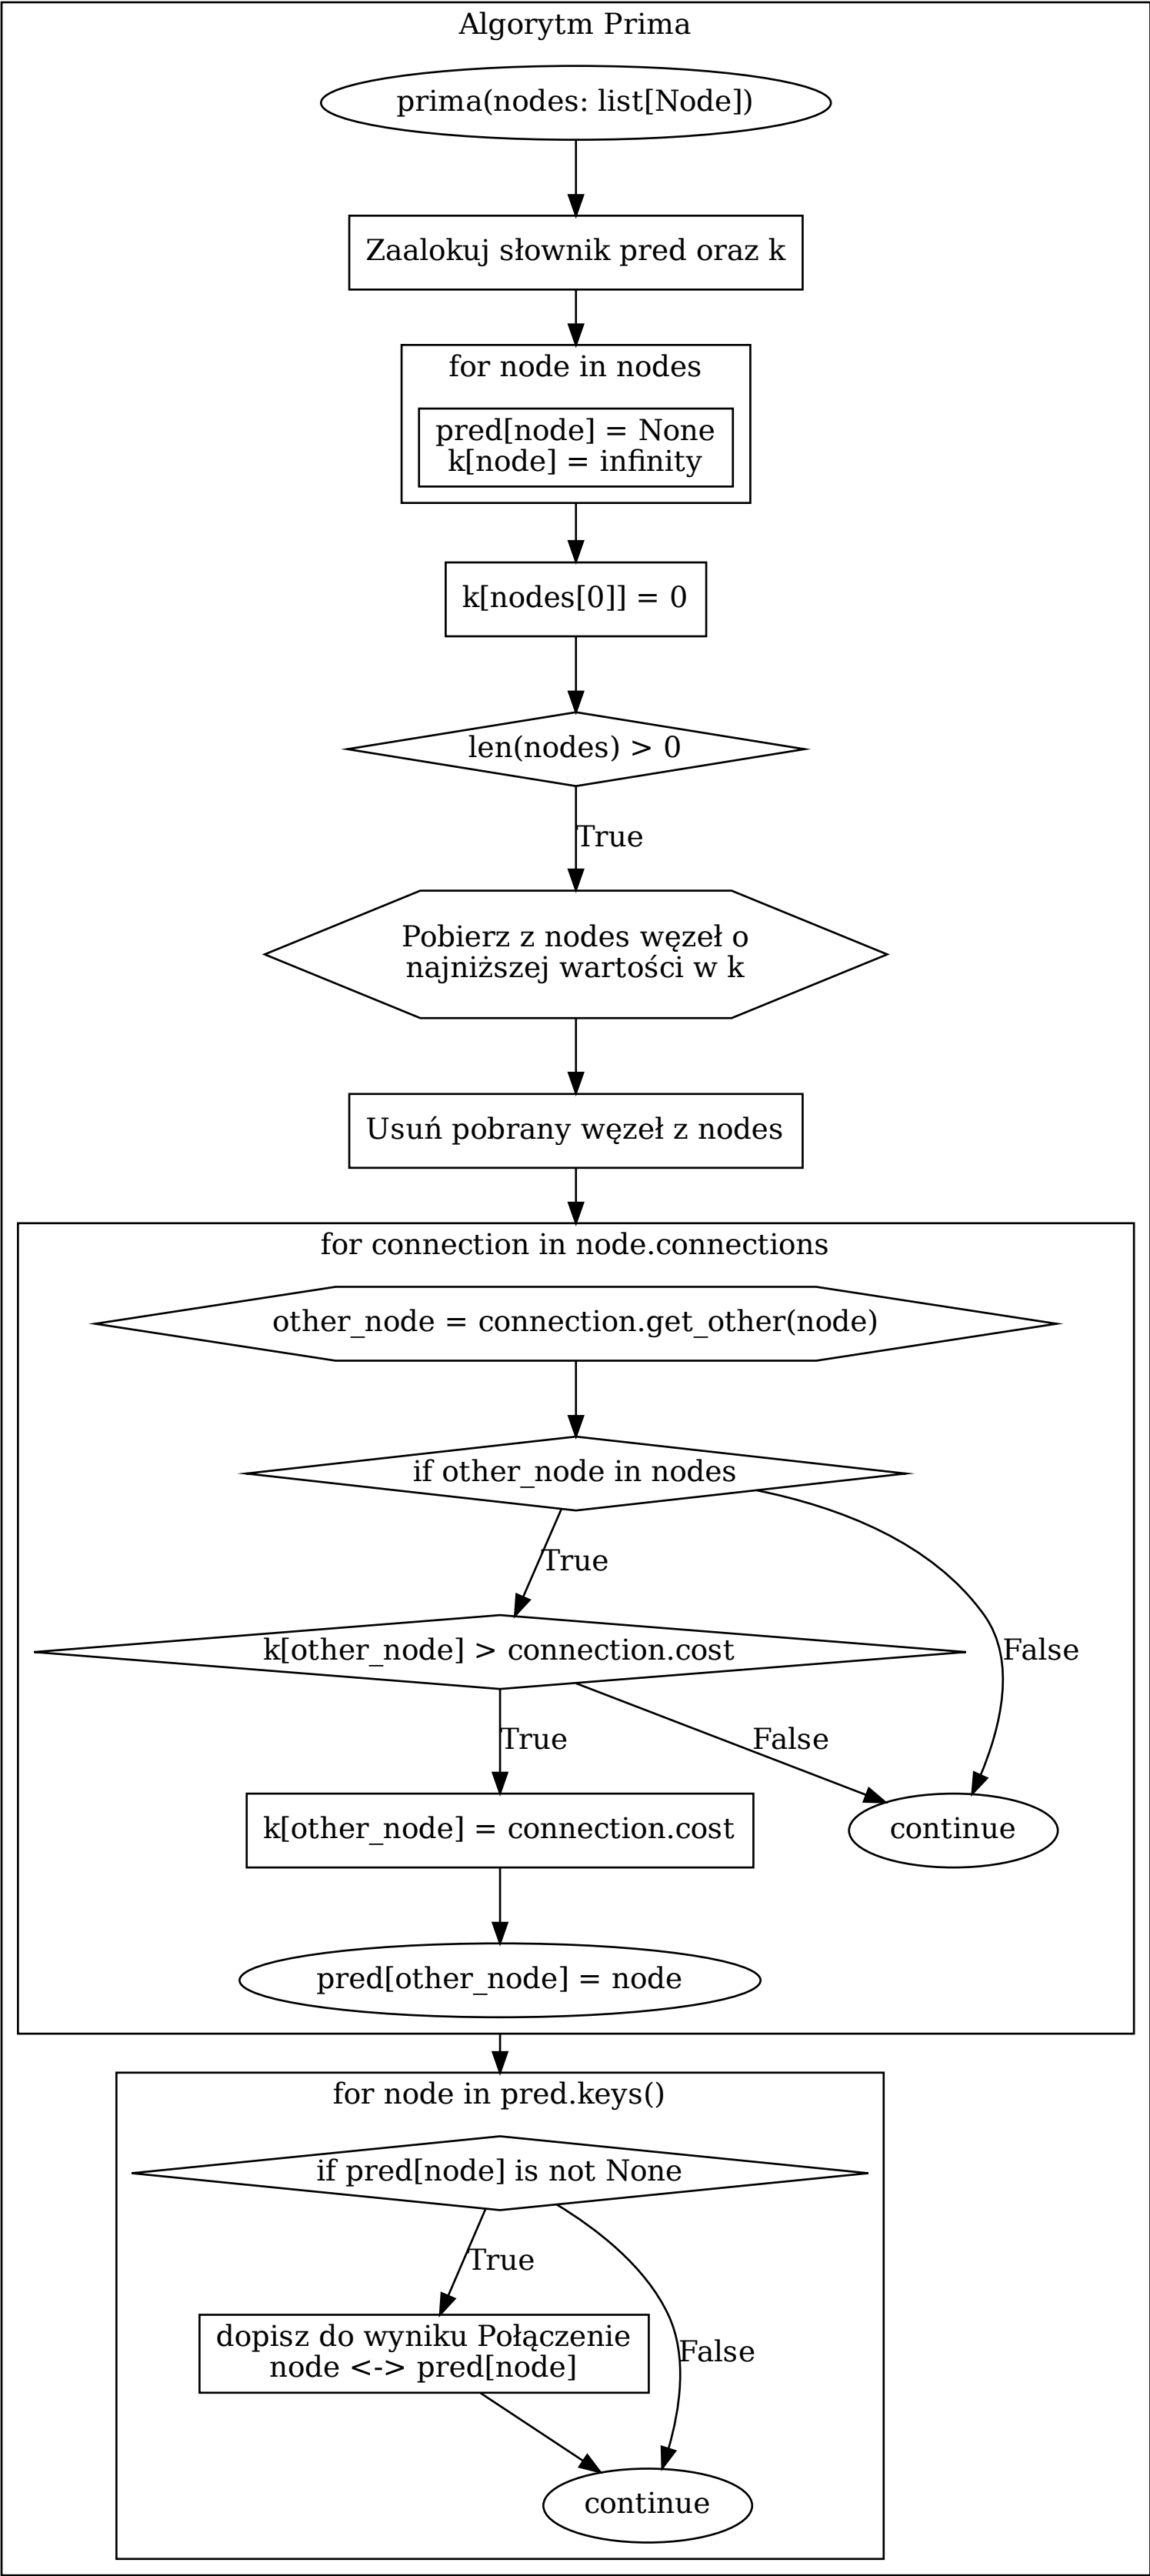 Algorytm Prima
prima(nodes: list[Node])
Zaalokuj słownik pred oraz k
for node in nodes
pred[node] = None
k[node] = infinity
k[nodes[0]] = 0
len(nodes) > 0
True
Pobierz z nodes węzeł o
najniższej wartości w k
Usuń pobrany węzeł z nodes
for connection in node.connections
other_node = connection.get_other(node)
if other_node in nodes
True
k[other_node] > connection.cost
False
True
False
k[other_node] = connection.cost
continue
pred[other_node] = node
for node in pred.keys()
if pred[node] is not None
True
dopisz do wyniku Połączenie
node <-> pred[node]
False
continue